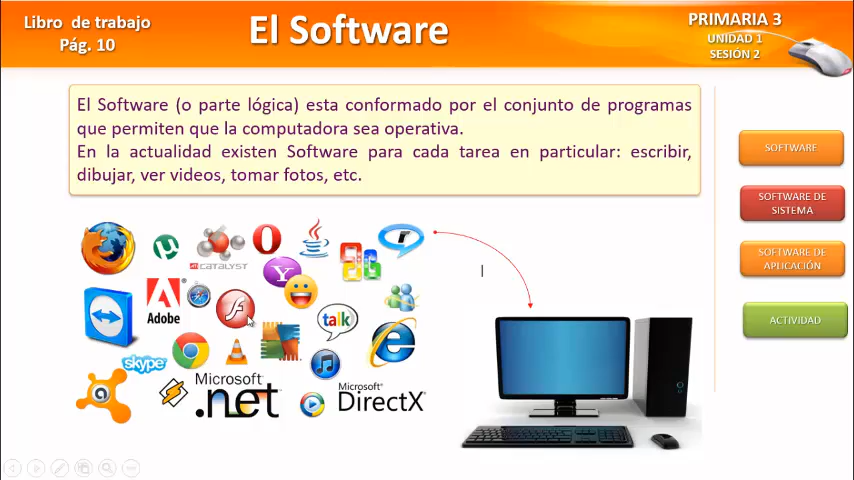 Libro de trabajo
Pág. 10
El Software
PRIMARIA 3
UNIDAD 1
SESIÓN 2
El Software (o parte lógica) esta conformado por el conjunto de programas
que permiten que la computadora sea operativa.
En la actualidad existen Software para cada tarea en particular: escribir,
dibujar, ver videos, tomar fotos, etc.
SOFTWARE
SOFTWARE DE
SISTEMA
SOFTWARE DE
APLICACIÓN
ACTIVIDAD
CATALYST
Adobe
talk
skype
Microsoft
.net
Microsoft®
DirectX